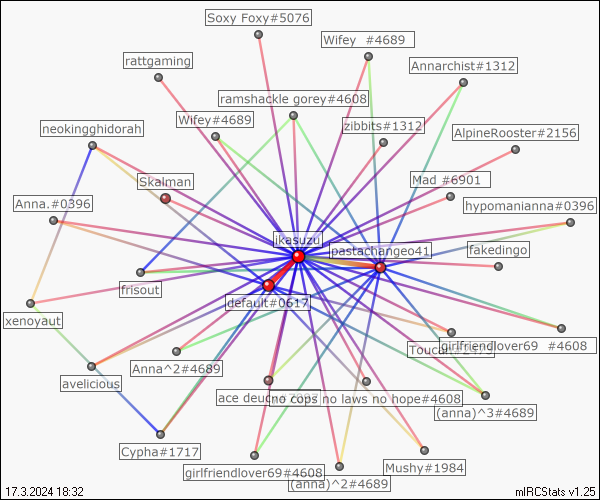 Soxy Foxy#5076
Wifey #4689
rattgaming
Annarchist#1312
ramshackle gorey#4608
Wifey#4689
zibbits#1312
neokingghidorah
AlpineRooster#2156
Skalman
Mad #6901
Anna.#0396
hypomanianna#0396
ikasuzu
pastachangeo41
fakedingo
frisout
default#0617
xenoyaut
girlfriendlover69 #4608
Toucan
Anna^2#4689
avelicious
ace deuce
no cops no laws no hope#4608
(anna)^3#4689
Cypha#1717
girlfriendlover69#4608
Mushy#1984
(anna)^2#4689
17.3.2024 18:32
mIRCStats v1.25